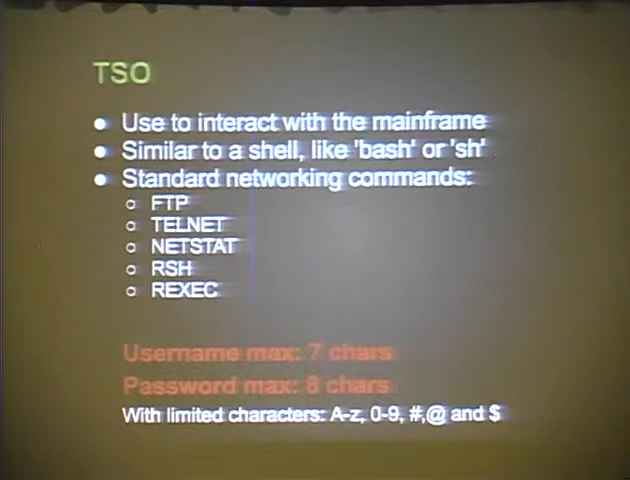 TSO
● Use to interact with the mainframe
● Similar to a shell, like 'bash' or 'sh'
● Standard networking commands:
○ FTP
○ TELNET
○ NETSTAT
○ RSH
○ REXEC
Username max: 7 chars
Password max: 8 chars
With limited characters: A-z, 0-9, #,@ and $